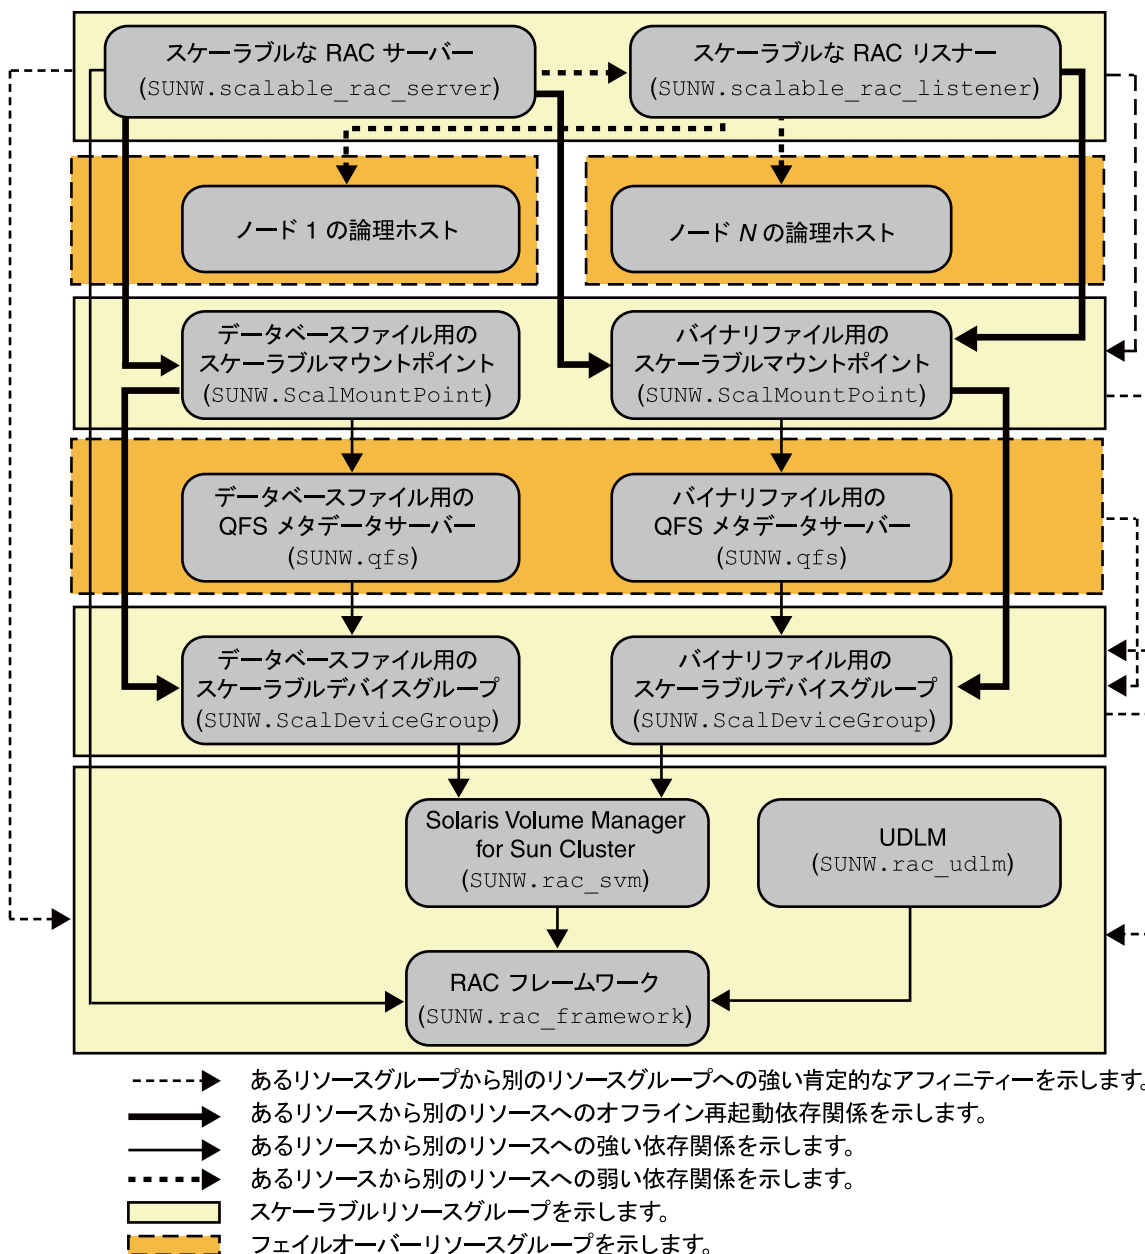 スケーラブルな RAC サーバー
(SUNW.scalable_rac_server)
スケーラブルな RAC リスナー
(SUNW.scalable_rac_listener)
ノード 1 の論理ホスト
ノード N の論理ホスト
データベースファイル用の
スケーラブルマウントポイント
(SUNW.ScalMountPoint)
バイナリファイル用の
スケーラブルマウントポイント
(SUNW.ScalMountPoint)
データベースファイル用の
QFS メタデータサーバー
(SUNW.qfs)
バイナリファイル用の
QFS メタデータサーバー
(SUNW.qfs)
データベースファイル用の
スケーラブルデバイスグループ
(SUNW.ScalDeviceGroup)
バイナリファイル用の
スケーラブルデバイスグループ
(SUNW.ScalDeviceGroup)
Solaris Volume Manager
for Sun Cluster
(SUNW.rac_svm)
UDLM
(SUNW.rac_udlm)
RAC フレームワーク
(SUNW.rac_framework)
あるリソースグループから別のリソースグループへの強い肯定的なアフィニティーを示します。
あるリソースから別のリソースへのオフライン再起動依存関係を示します。
あるリソースから別のリソースへの強い依存関係を示します。
あるリソースから別のリソースへの弱い依存関係を示します。
スケーラブルリソースグループを示します。
フェイルオーバーリソースグループを示します。